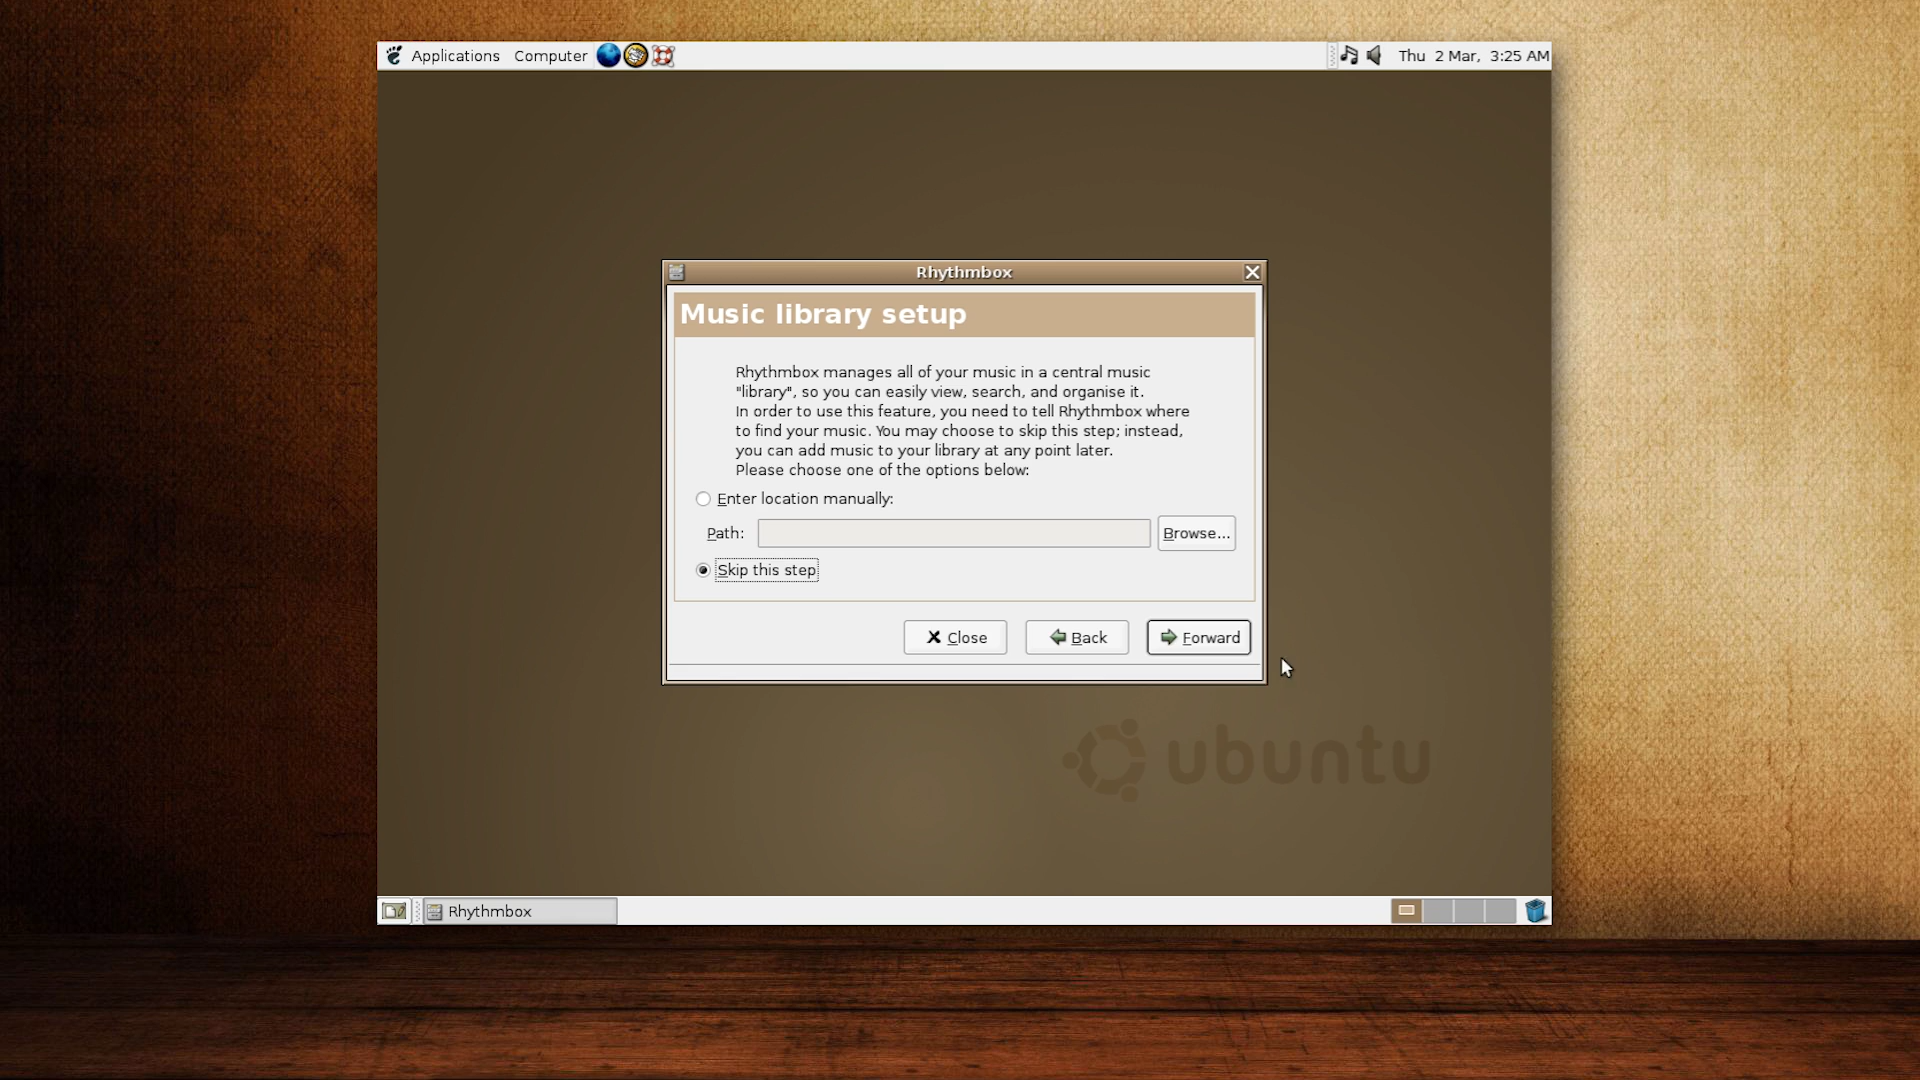 Applications Computer Thu 2 Mar, 3:25 AM
Rhythmbox
Music library setup
Rhythmbox manages all of your music in a central music
"library", so you can easily view, search, and organise it.
In order to use this feature, you need to tell Rhythmbox where
to find your music. You may choose to skip this step; instead,
you can add music to your library at any point later.
Please choose one of the options below:
Enter location manually:
Path: Browse...
Skip this step
Close Back Forward
ubuntu
Rhythmbox